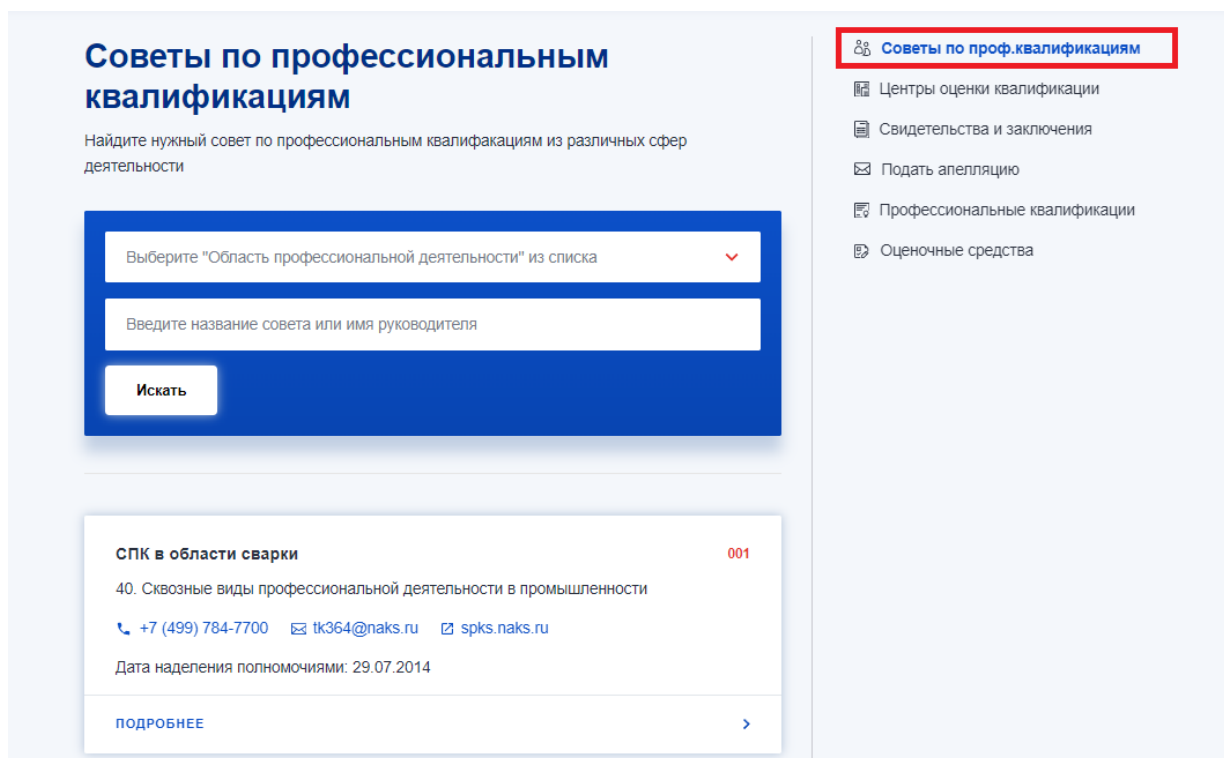 Советы по профессиональным
квалификациям
Найдите нужный совет по профессиональным квалифакациям из различных сфер
деятельности
Выберите "Область профессиональной деятельности" из списка
Введите название совета или имя руководителя
Искать
СПК в области сварки
001
40. Сквозные виды профессиональной деятельности в промышленности
+7 (499) 784-7700 tk364@naks.ru spks.naks.ru
Дата наделения полномочиями: 29.07.2014
ПОДРОБНЕЕ
Советы по проф.квалификациям
Центры оценки квалификации
Свидетельства и заключения
Подать апелляцию
Профессиональные квалификации
Оценочные средства